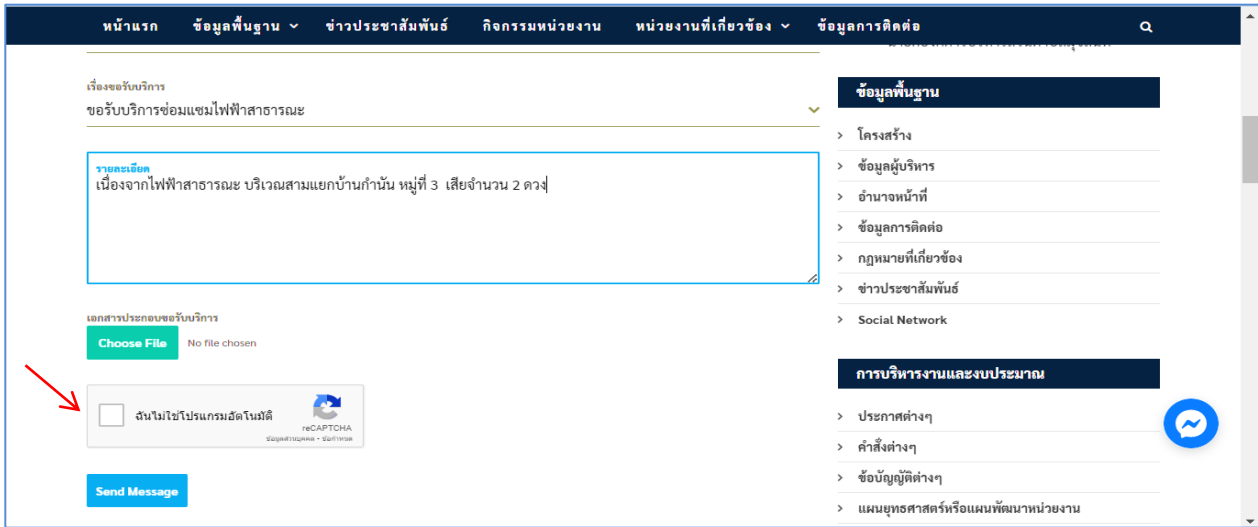 หน้าแรก ข้อมูลพื้นฐาน ข่าวประชาสัมพันธ์ กิจกรรมหน่วยงาน หน่วยงานที่เกี่ยวข้อง ข้อมูลการติดต่อ
เรื่องขอรับบริการ
ขอรับบริการซ่อมแซมไฟฟ้าสาธารณะ
รายละเอียด
เนื่องจากไฟฟ้าสาธารณะ บริเวณสามแยกบ้านกำนัน หมู่ที่ 3 เสียจำนวน 2 ดวง
เอกสารประกอบขอรับบริการ
Choose File No file chosen
ฉันไม่ใช่โปรแกรมอัตโนมัติ
reCAPTCHA
ข้อมูลส่วนบุคคล - ข้อกำหนด
Send Message
ข้อมูลพื้นฐาน
โครงสร้าง
ข้อมูลผู้บริหาร
อำนาจหน้าที่
ข้อมูลการติดต่อ
กฎหมายที่เกี่ยวข้อง
ข่าวประชาสัมพันธ์
Social Network
การบริหารงานและงบประมาณ
ประกาศต่างๆ
คำสั่งต่างๆ
ข้อบัญญัติต่างๆ
แผนยุทธศาสตร์หรือแผนพัฒนาหน่วยงาน